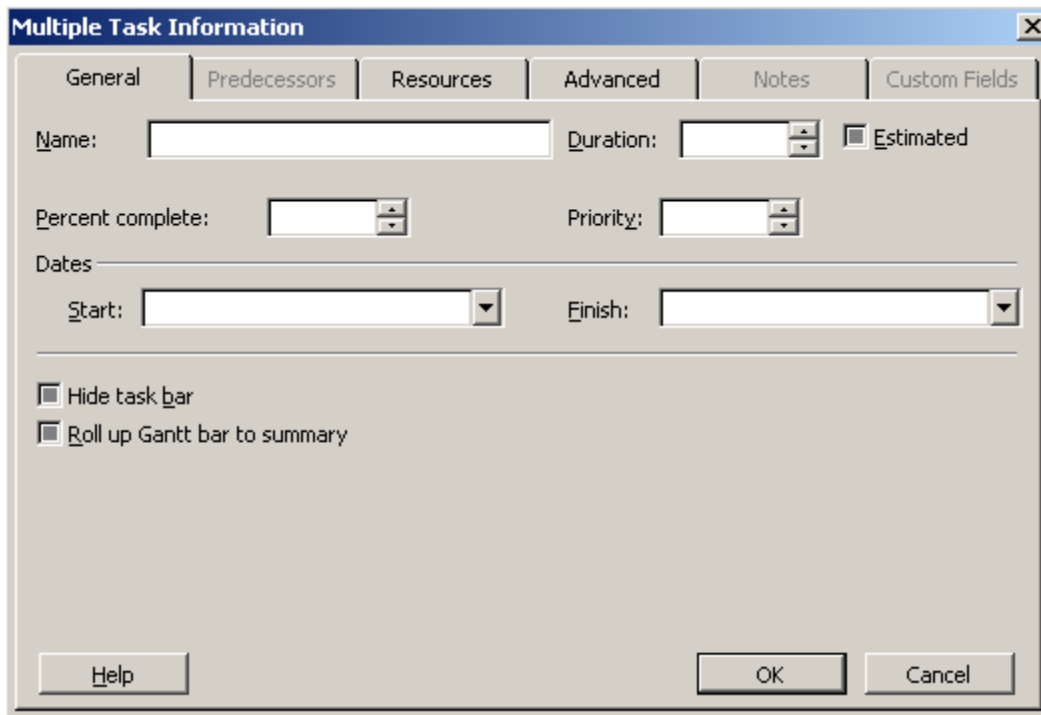 Multiple Task Information
General Predecessors Resources Advanced Notes Custom Fields
Name: Duration: Estimated
Percent complete: Priority:
Dates
Start: Finish:
Hide task bar
Roll up Gantt bar to summary
Help OK Cancel